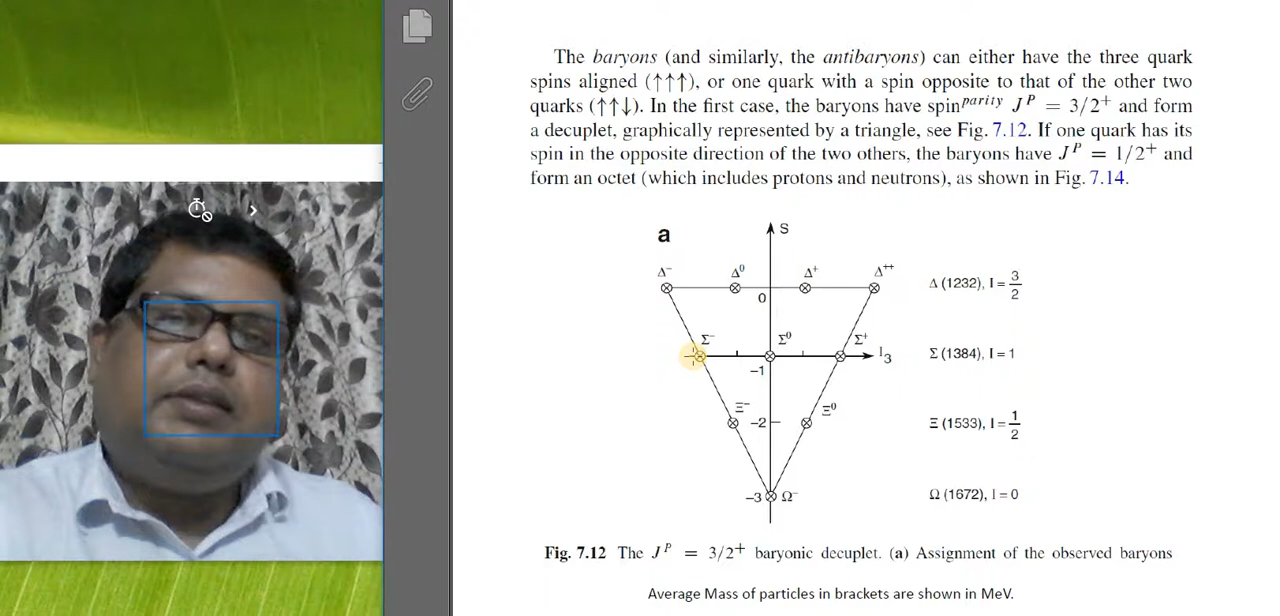 The baryons (and similarly, the antibaryons) can either have the three quark
spins aligned (↑↑↑), or one quark with a spin opposite to that of the other two
quarks (↑↑↓). In the first case, the baryons have spin^parity J^P = 3/2⁺ and form
a decuplet, graphically represented by a triangle, see Fig. 7.12. If one quark has its
spin in the opposite direction of the two others, the baryons have J^P = 1/2⁺ and
form an octet (which includes protons and neutrons), as shown in Fig. 7.14.
a
S
Δ⁻ Δ⁰ Δ⁺ Δ⁺⁺
Δ (1232), I = 3/2
0
Σ⁻ Σ⁰ Σ⁺
I₃
Σ (1384), I = 1
−1
Ξ⁻ Ξ⁰
−2
Ξ (1533), I = 1/2
−3 Ω⁻
Ω (1672), I = 0
Fig. 7.12 The J^P = 3/2⁺ baryonic decuplet. (a) Assignment of the observed baryons
Average Mass of particles in brackets are shown in MeV.